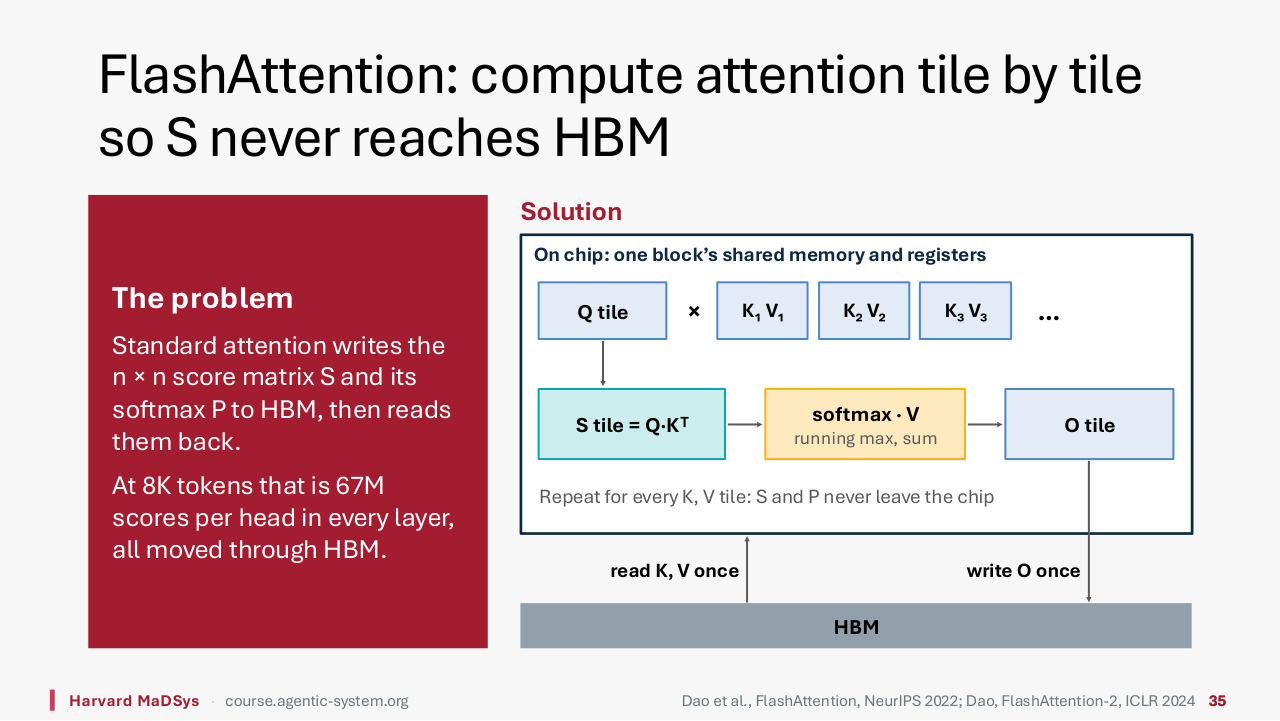 FlashAttention: compute attention tile by tile
so S never reaches HBM
The problem
Standard attention writes the
n × n score matrix S and its
softmax P to HBM, then reads
them back.
At 8K tokens that is 67M
scores per head in every layer,
all moved through HBM.
Solution
On chip: one block’s shared memory and registers
Q tile
×
K₁ V₁
K₂ V₂
K₃ V₃
...
S tile = Q·Kᵀ
softmax · V
running max, sum
O tile
Repeat for every K, V tile: S and P never leave the chip
read K, V once
write O once
HBM
Harvard MaDSys · course.agentic-system.org
Dao et al., FlashAttention, NeurIPS 2022; Dao, FlashAttention-2, ICLR 2024 35